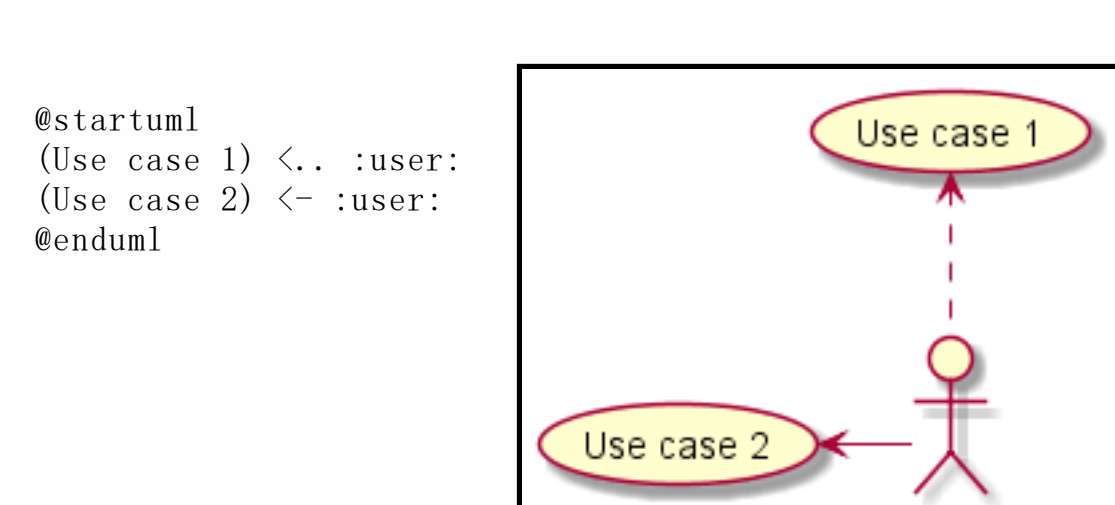 @startuml
(Use case 1) <.. :user:
(Use case 2) <- :user:
@enduml
Use case 1
Use case 2